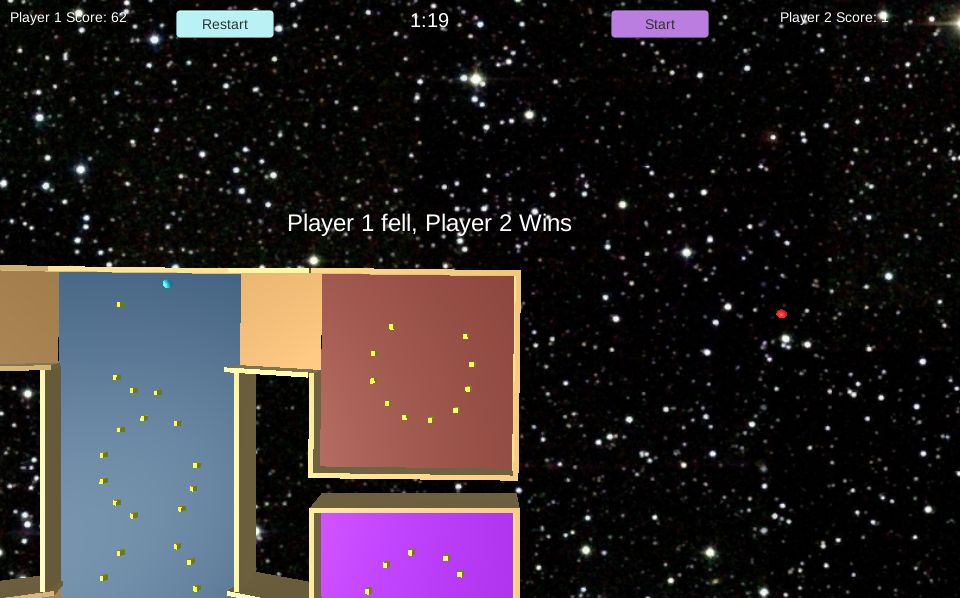 Player 1 Score: 62
Restart
1:19
Start
Player 2 Score: 1
Player 1 fell, Player 2 Wins